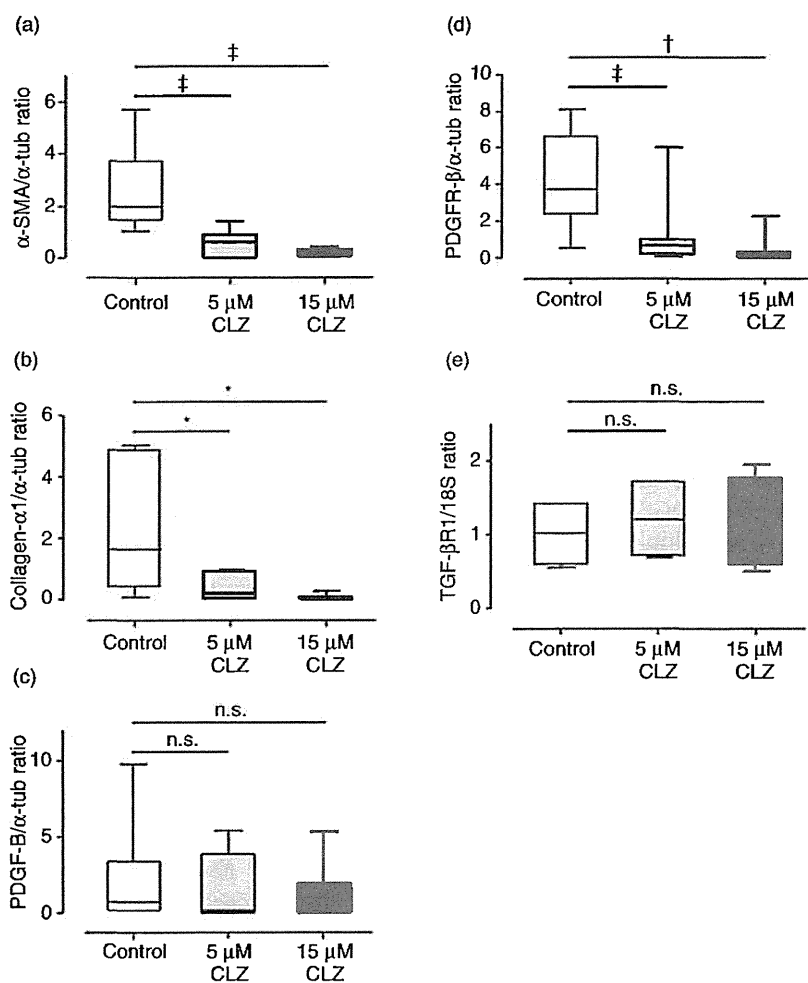 (a)
‡
‡
α-SMA/α-tub ratio
6
4
2
0
Control
5 μM
CLZ
15 μM
CLZ
(b)
*
*
Collagen-α1/α-tub ratio
6
4
2
0
Control
5 μM
CLZ
15 μM
CLZ
(c)
n.s.
n.s.
PDGF-B/α-tub ratio
10
5
0
Control
5 μM
CLZ
15 μM
CLZ
(d)
†
‡
PDGFR-β/α-tub ratio
10
8
6
4
2
0
Control
5 μM
CLZ
15 μM
CLZ
(e)
n.s.
n.s.
TGF-βR1/18S ratio
2
1
0
Control
5 μM
CLZ
15 μM
CLZ